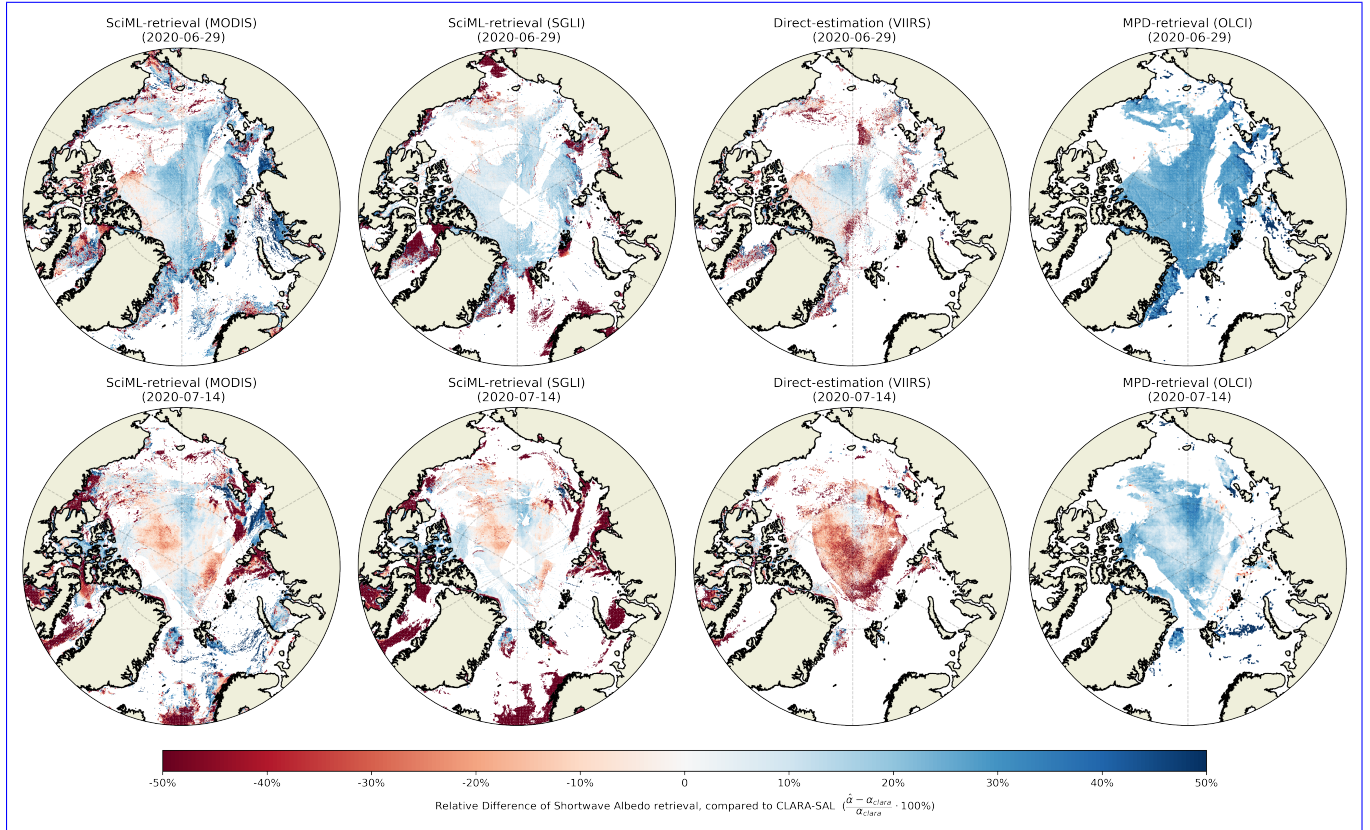 SciML-retrieval (MODIS)
(2020-06-29)
SciML-retrieval (SGLI)
(2020-06-29)
Direct-estimation (VIIRS)
(2020-06-29)
MPD-retrieval (OLCI)
(2020-06-29)
SciML-retrieval (MODIS)
(2020-07-14)
SciML-retrieval (SGLI)
(2020-07-14)
Direct-estimation (VIIRS)
(2020-07-14)
MPD-retrieval (OLCI)
(2020-07-14)
-50% -40% -30% -20% -10% 0% 10% 20% 30% 40% 50%
Relative Difference of Shortwave Albedo retrieval, compared to CLARA-SAL ($\frac{\hat{\alpha} - \alpha_{clara}}{\alpha_{clara}} \cdot 100\%$)